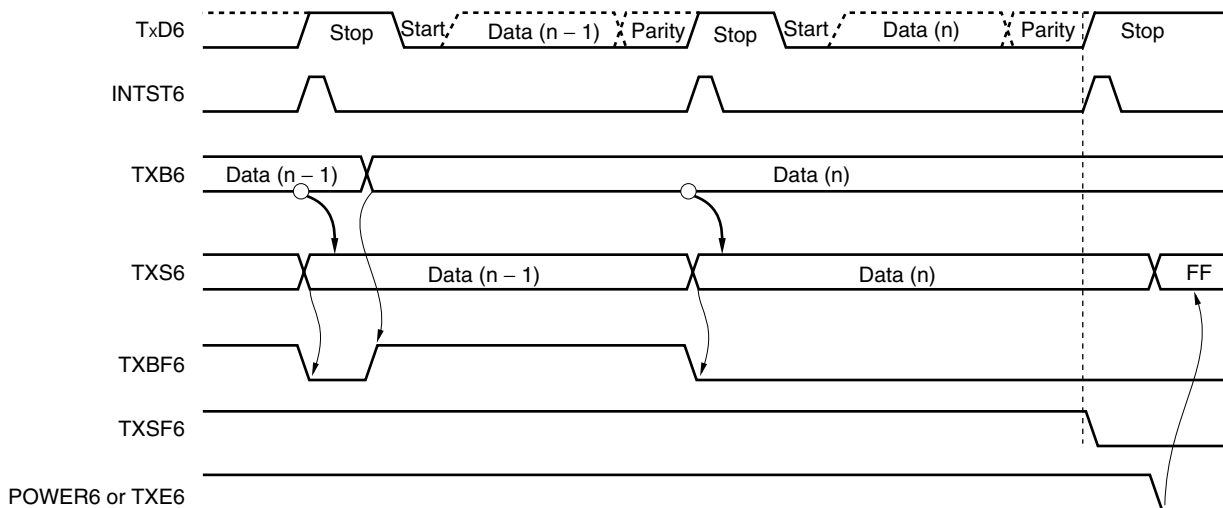 TxD6 Stop Start Data (n – 1) Parity Stop Start Data (n) Parity Stop
INTST6
TXB6 Data (n – 1) Data (n)
TXS6 Data (n – 1) Data (n) FF
TXBF6
TXSF6
POWER6 or TXE6